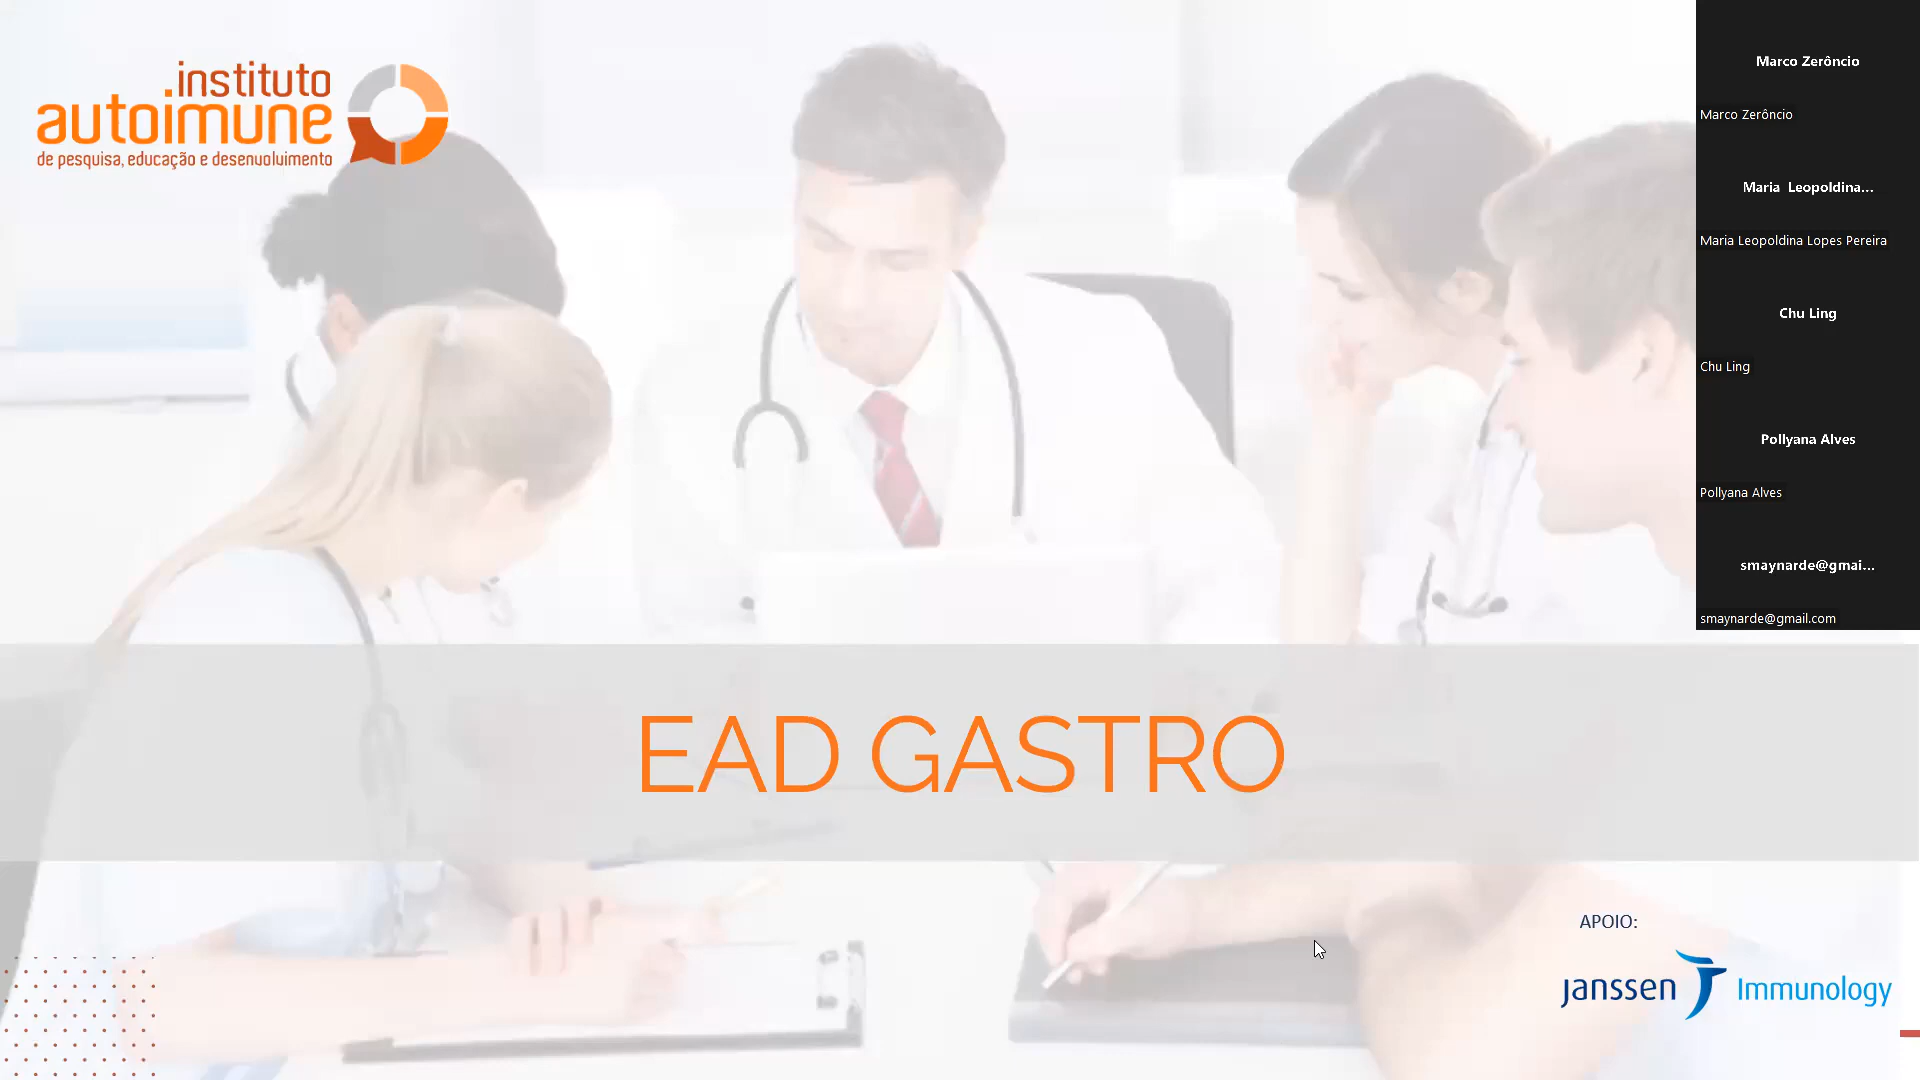 instituto
autoimune
de pesquisa, educação e desenvolvimento
Marco Zerôncio
Marco Zerôncio
Maria Leopoldina...
Maria Leopoldina Lopes Pereira
Chu Ling
Chu Ling
Pollyana Alves
Pollyana Alves
smaynarde@gmai...
smaynarde@gmail.com
EAD GASTRO
APOIO:
janssen Immunology